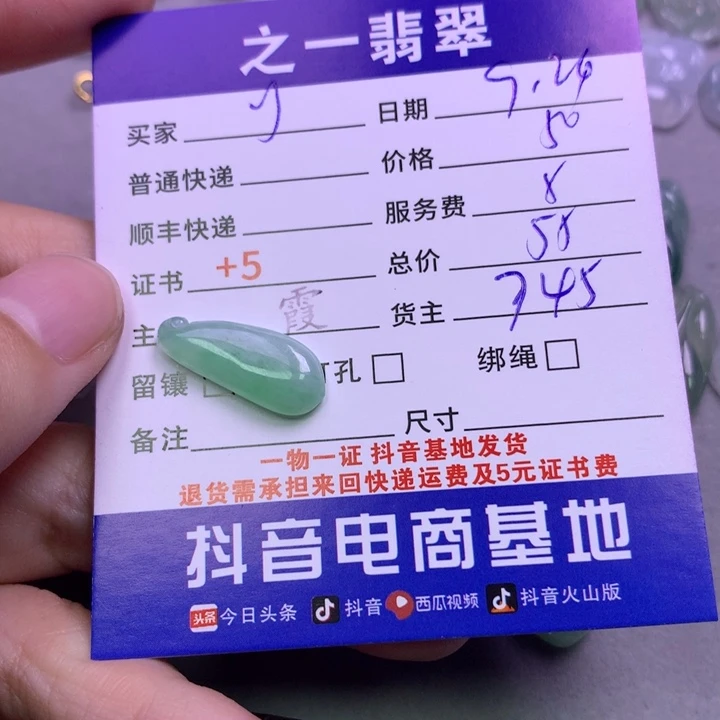 之一翡翠
买家 日期 9.26
普通快递 价格 50
顺丰快递 服务费 8
证书 +5 总价 58
主 霞 货主 745
留镶 打孔 绑绳
备注 尺寸
一物一证 抖音基地发货
退货需承担来回快递运费及5元证书费
抖音电商基地
头条 今日头条 抖音 西瓜视频 抖音火山版